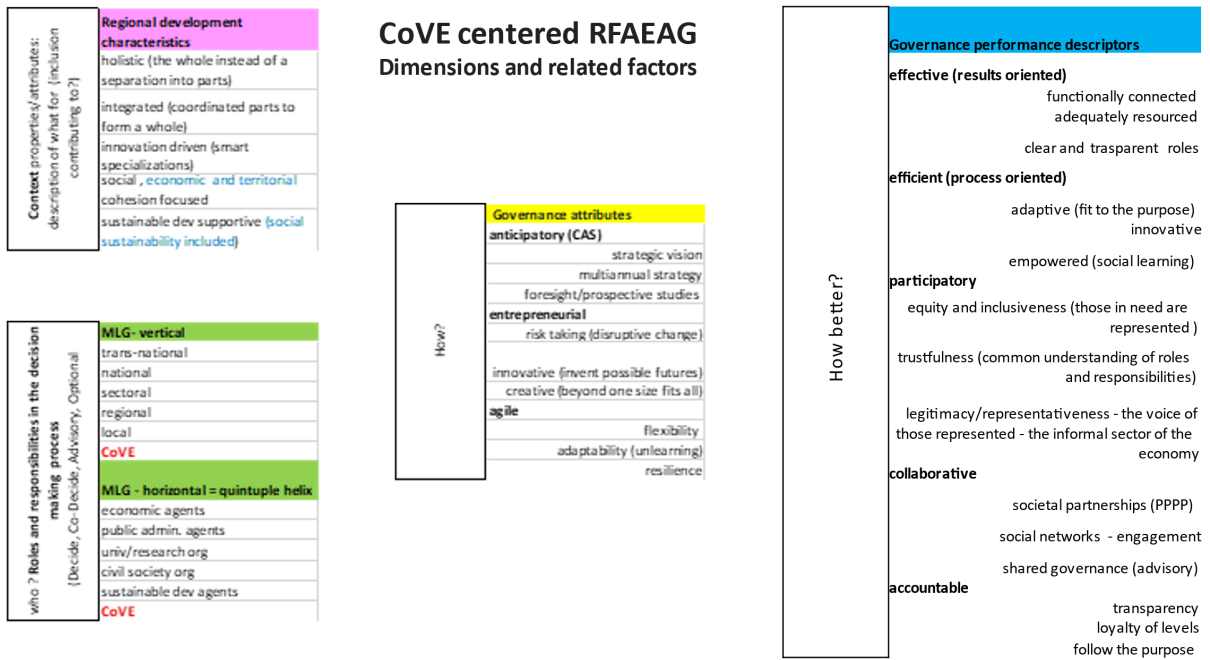 CoVE centered RFAEAG
Dimensions and related factors
Context properties/attributes:
description of what for (inclusion
contributing to?)
Regional development
characteristics
holistic (the whole instead of a
separation into parts)
integrated (coordinated parts to
form a whole)
innovation driven (smart
specializations)
social , economic and territorial
cohesion focused
sustainable dev supportive (social
sustainability included)
who ? Roles and responsibilities in the decision
making process
(Decide, Co-Decide, Advisory, Optional
MLG- vertical
trans-national
national
sectoral
regional
local
CoVE
MLG - horizontal = quintuple helix
economic agents
public admin. agents
univ/research org
civil society org
sustainable dev agents
CoVE
How?
Governance attributes
anticipatory (CAS)
strategic vision
multiannual strategy
foresight/prospective studies
entrepreneurial
risk taking (disruptive change)
innovative (invent possible futures)
creative (beyond one size fits all)
agile
flexibility
adaptability (unlearning)
resilience
How better?
Governance performance descriptors
effective (results oriented)
functionally connected
adequately resourced
clear and trasparent roles
efficient (process oriented)
adaptive (fit to the purpose)
innovative
empowered (social learning)
participatory
equity and inclusiveness (those in need are
represented )
trustfulness (common understanding of roles
and responsibilities)
legitimacy/representativeness - the voice of
those represented - the informal sector of the
economy
collaborative
societal partnerships (PPPP)
social networks - engagement
shared governance (advisory)
accountable
transparency
loyalty of levels
follow the purpose